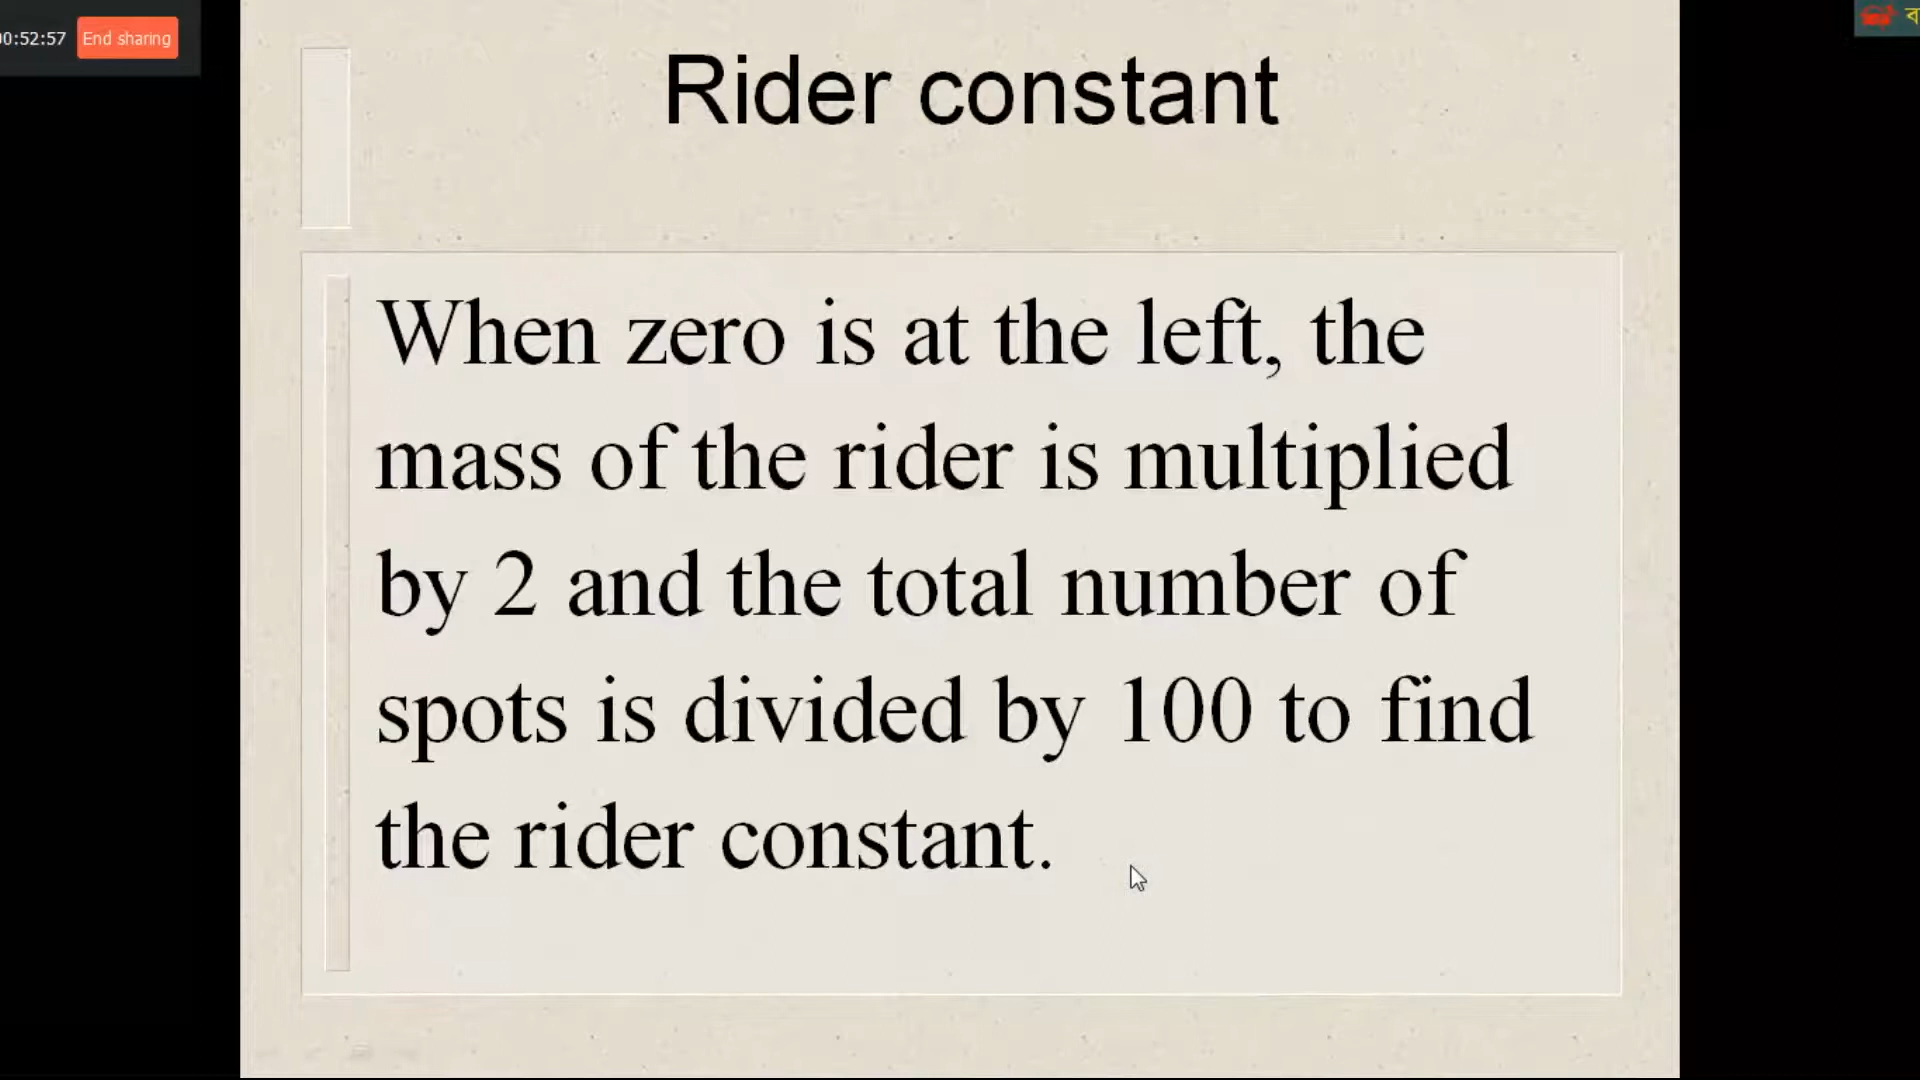 0:52:57 End sharing
ব
Rider constant
When zero is at the left, the
mass of the rider is multiplied
by 2 and the total number of
spots is divided by 100 to find
the rider constant.